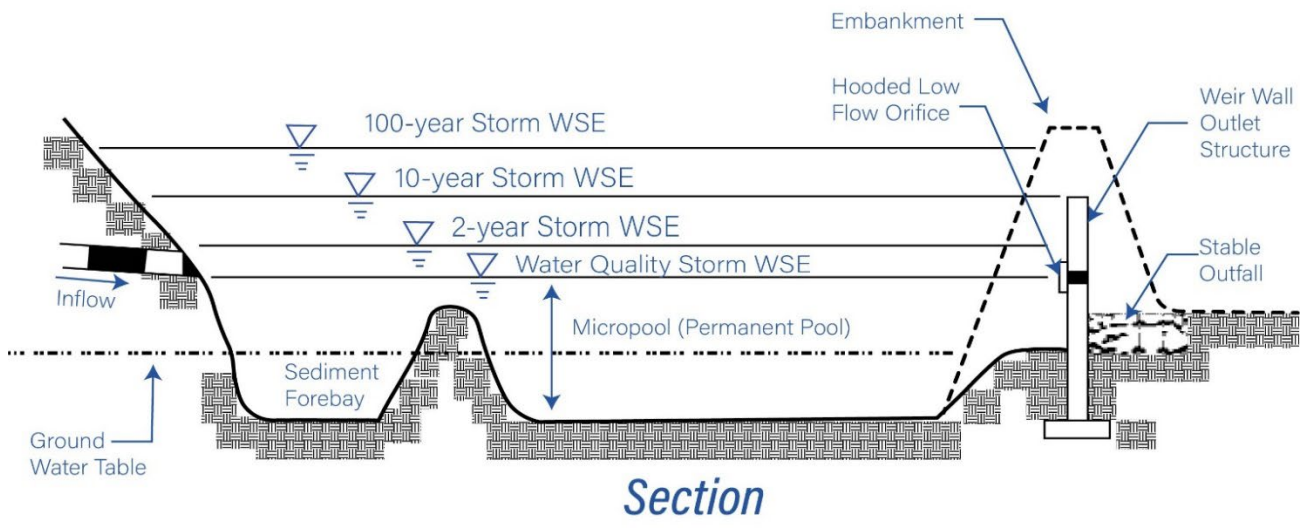 Embankment
Hooded Low
Flow Orifice
Weir Wall
Outlet
Structure
100-year Storm WSE
10-year Storm WSE
2-year Storm WSE
Water Quality Storm WSE
Stable
Outfall
Inflow
Micropool (Permanent Pool)
Sediment
Forebay
Ground
Water Table
Section